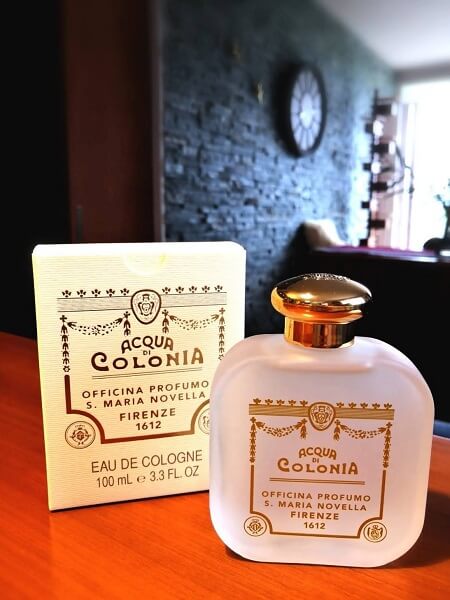 ACQUA
DI
COLONIA
OFFICINA PROFUMO
S. MARIA NOVELLA
FIRENZE
1612
EAU DE COLOGNE
100 mL e 3.3 FL. OZ
ACQUA
DI
COLONIA
OFFICINA PROFUMO
S. MARIA NOVELLA
FIRENZE
1612